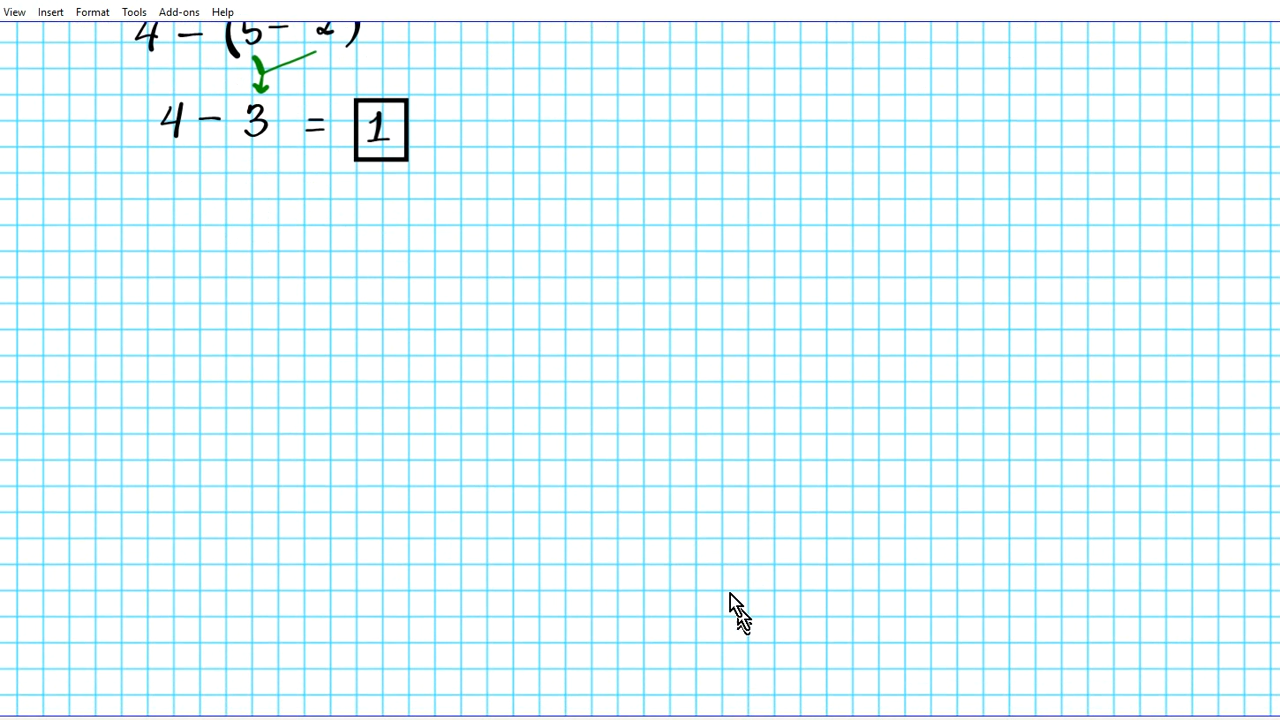 View Insert Format Tools Add-ons Help
4 - (5 - 2)
4 - 3 = 1